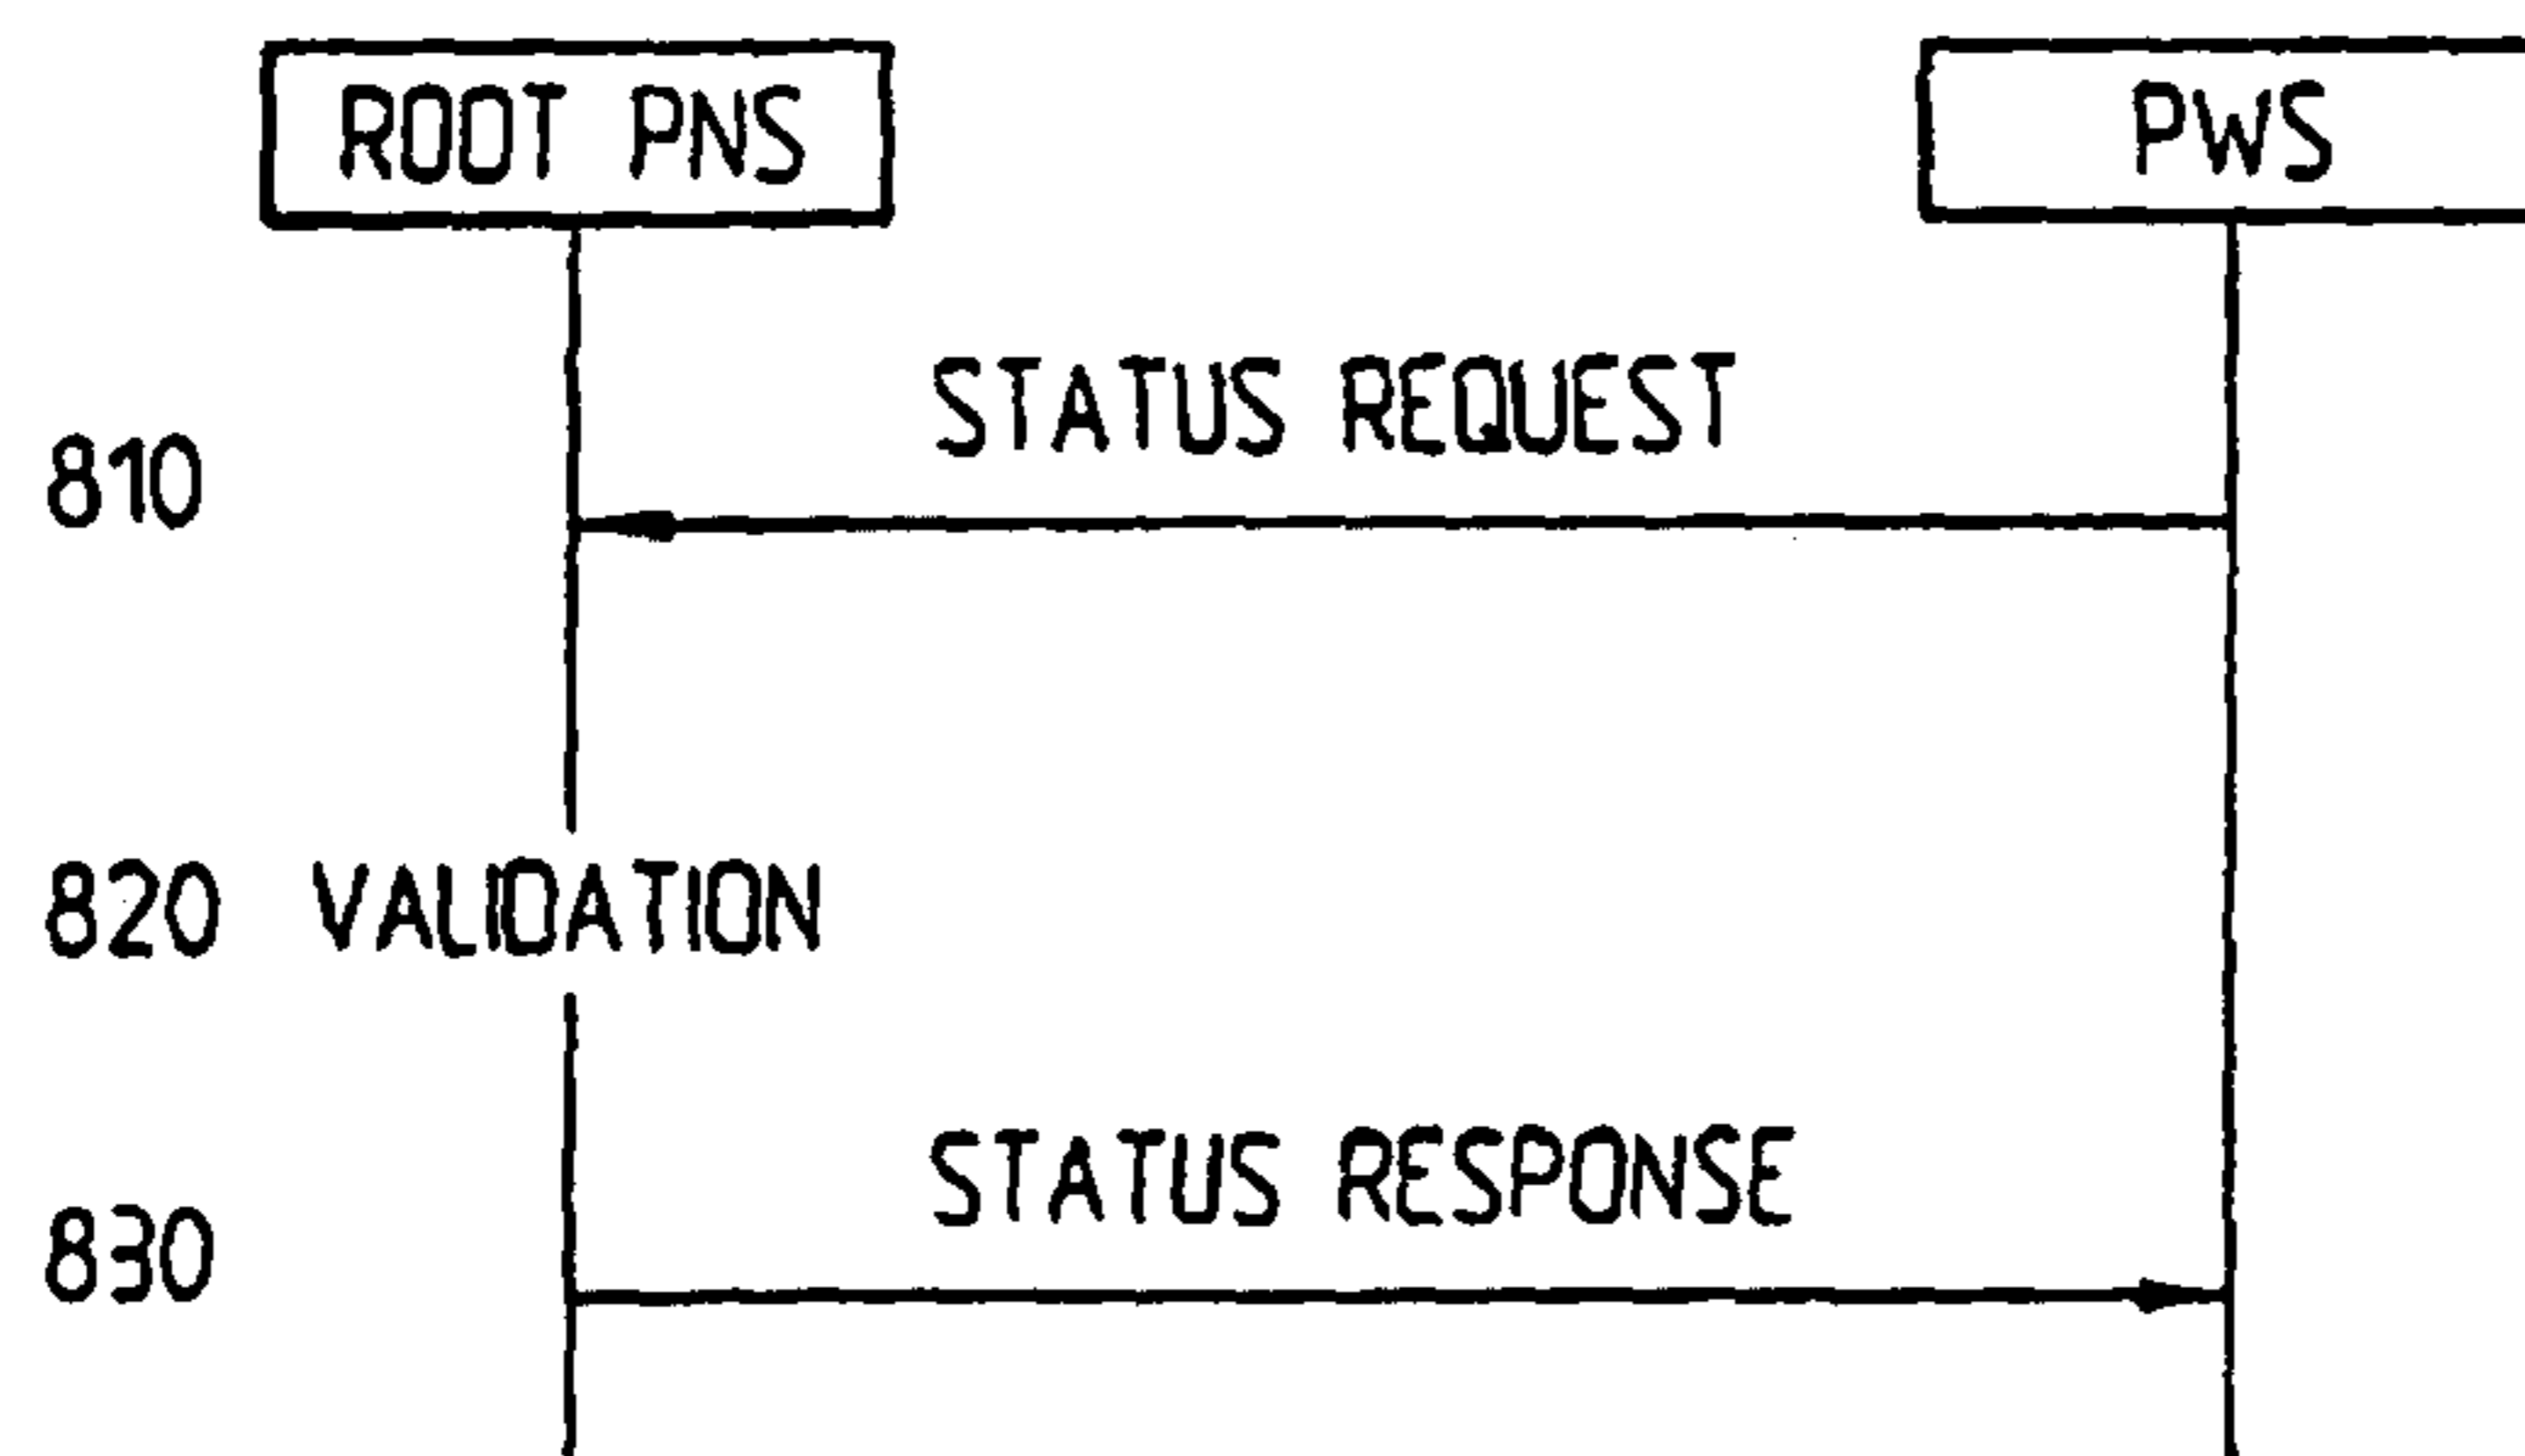 ROOT PNS
PWS
STATUS REQUEST
810
820 VALIDATION
STATUS RESPONSE
830